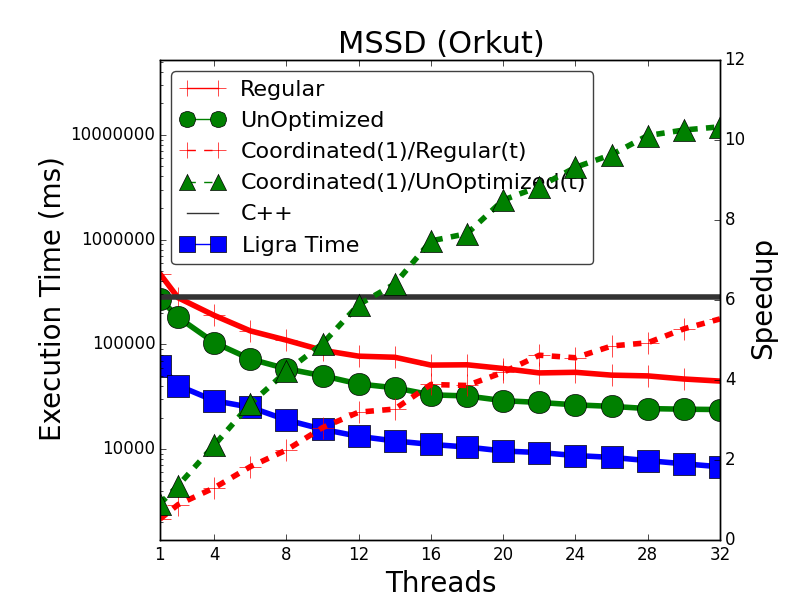 MSSD (Orkut)
Regular
UnOptimized
Coordinated(1)/Regular(t)
Coordinated(1)/UnOptimized(t)
C++
Ligra Time
Execution Time (ms)
10000000
1000000
100000
10000
12
10
8
6
4
2
0
Speedup
1 4 8 12 16 20 24 28 32
Threads